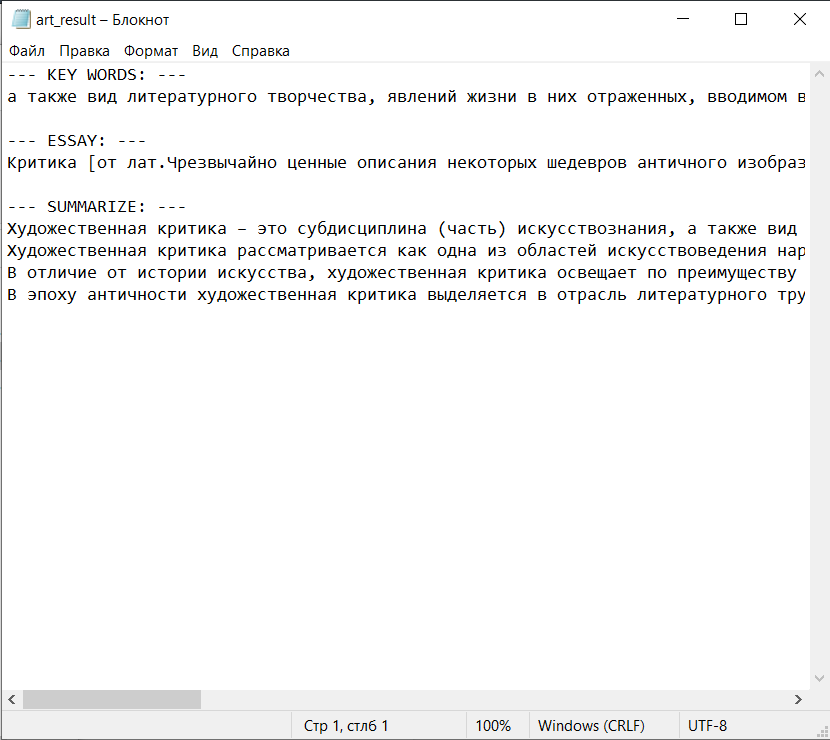 art_result – Блокнот
Файл Правка Формат Вид Справка
--- KEY WORDS: ---
а также вид литературного творчества, явлений жизни в них отраженных, вводимом в
--- ESSAY: ---
Критика [от лат.Чрезвычайно ценные описания некоторых шедевров античного изобраз
--- SUMMARIZE: ---
Художественная критика – это субдисциплина (часть) искусствознания, а также вид
Художественная критика рассматривается как одна из областей искусствоведения нар
В отличие от истории искусства, художественная критика освещает по преимуществу
В эпоху античности художественная критика выделяется в отрасль литературного тру
Стр 1, стлб 1 100% Windows (CRLF) UTF-8